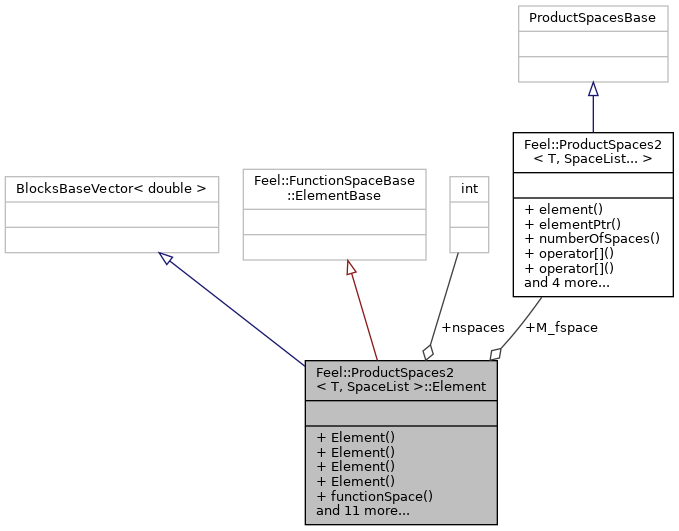 ProductSpacesBase
Feel::ProductSpaces2
< T, SpaceList... >
+ element()
+ elementPtr()
+ numberOfSpaces()
+ operator[]()
+ operator[]()
and 4 more...
BlocksBaseVector< double >
Feel::FunctionSpaceBase
::ElementBase
int
+nspaces
+M_fspace
Feel::ProductSpaces2
< T, SpaceList >::Element
+ Element()
+ Element()
+ Element()
+ Element()
+ functionSpace()
and 11 more...